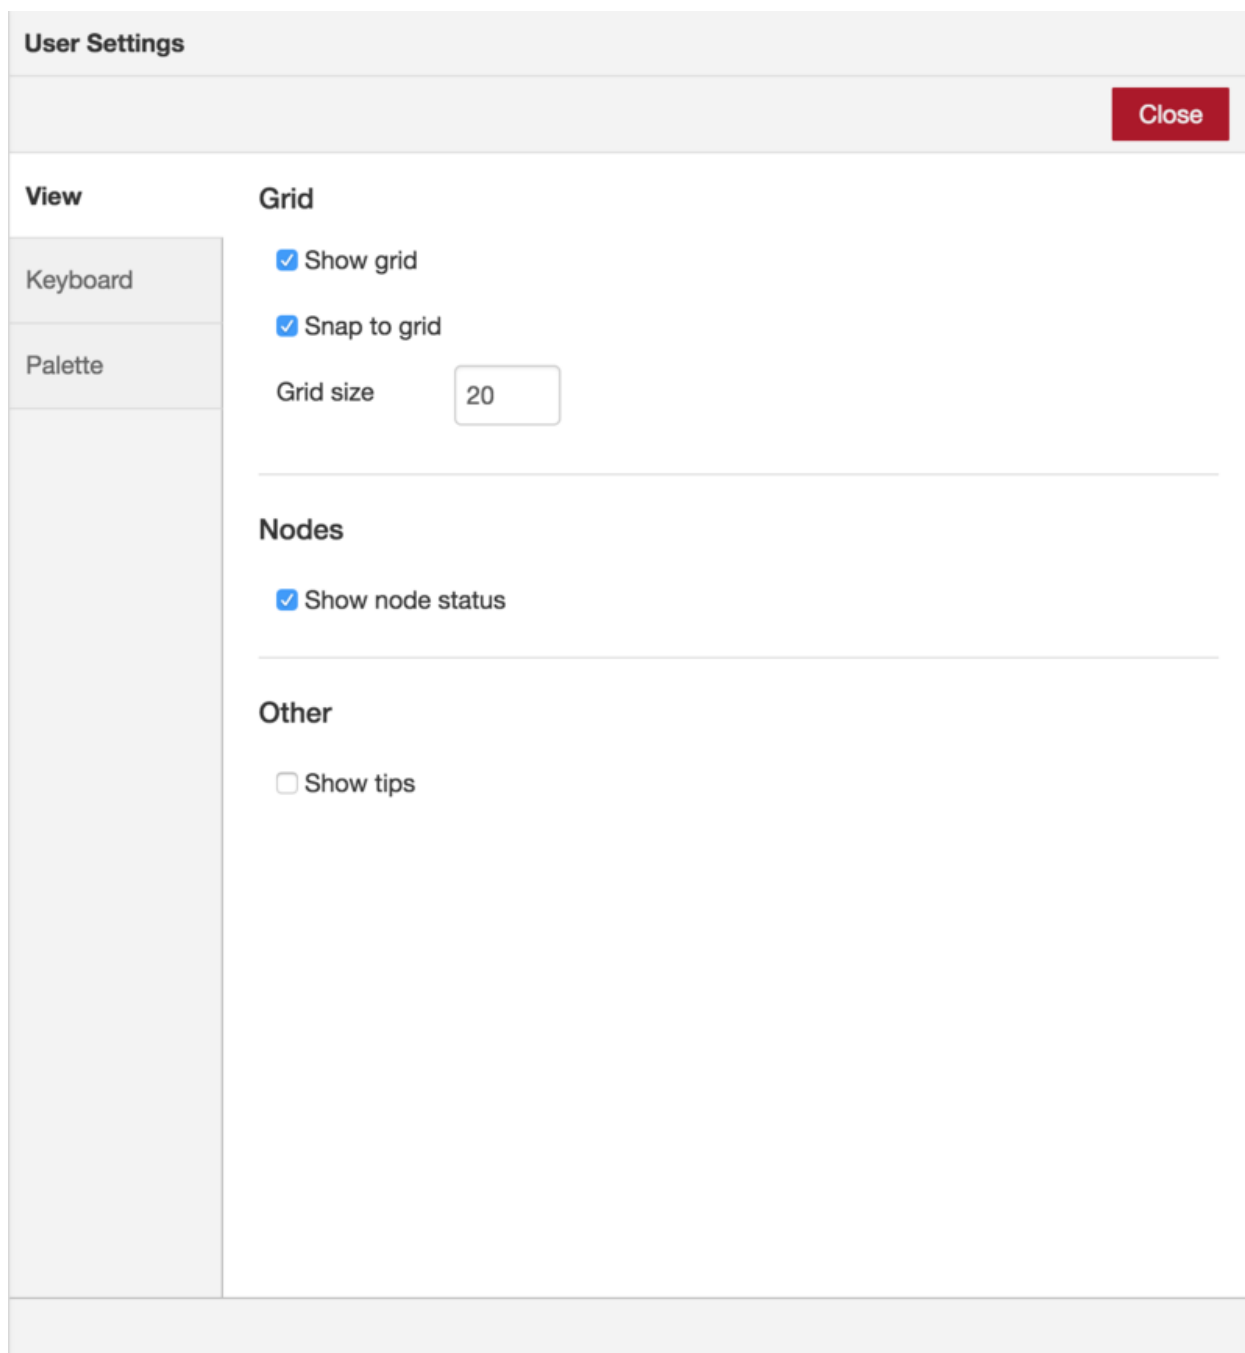 User Settings
Close
View
Keyboard
Palette
Grid
Show grid
Snap to grid
Grid size 20
Nodes
Show node status
Other
Show tips